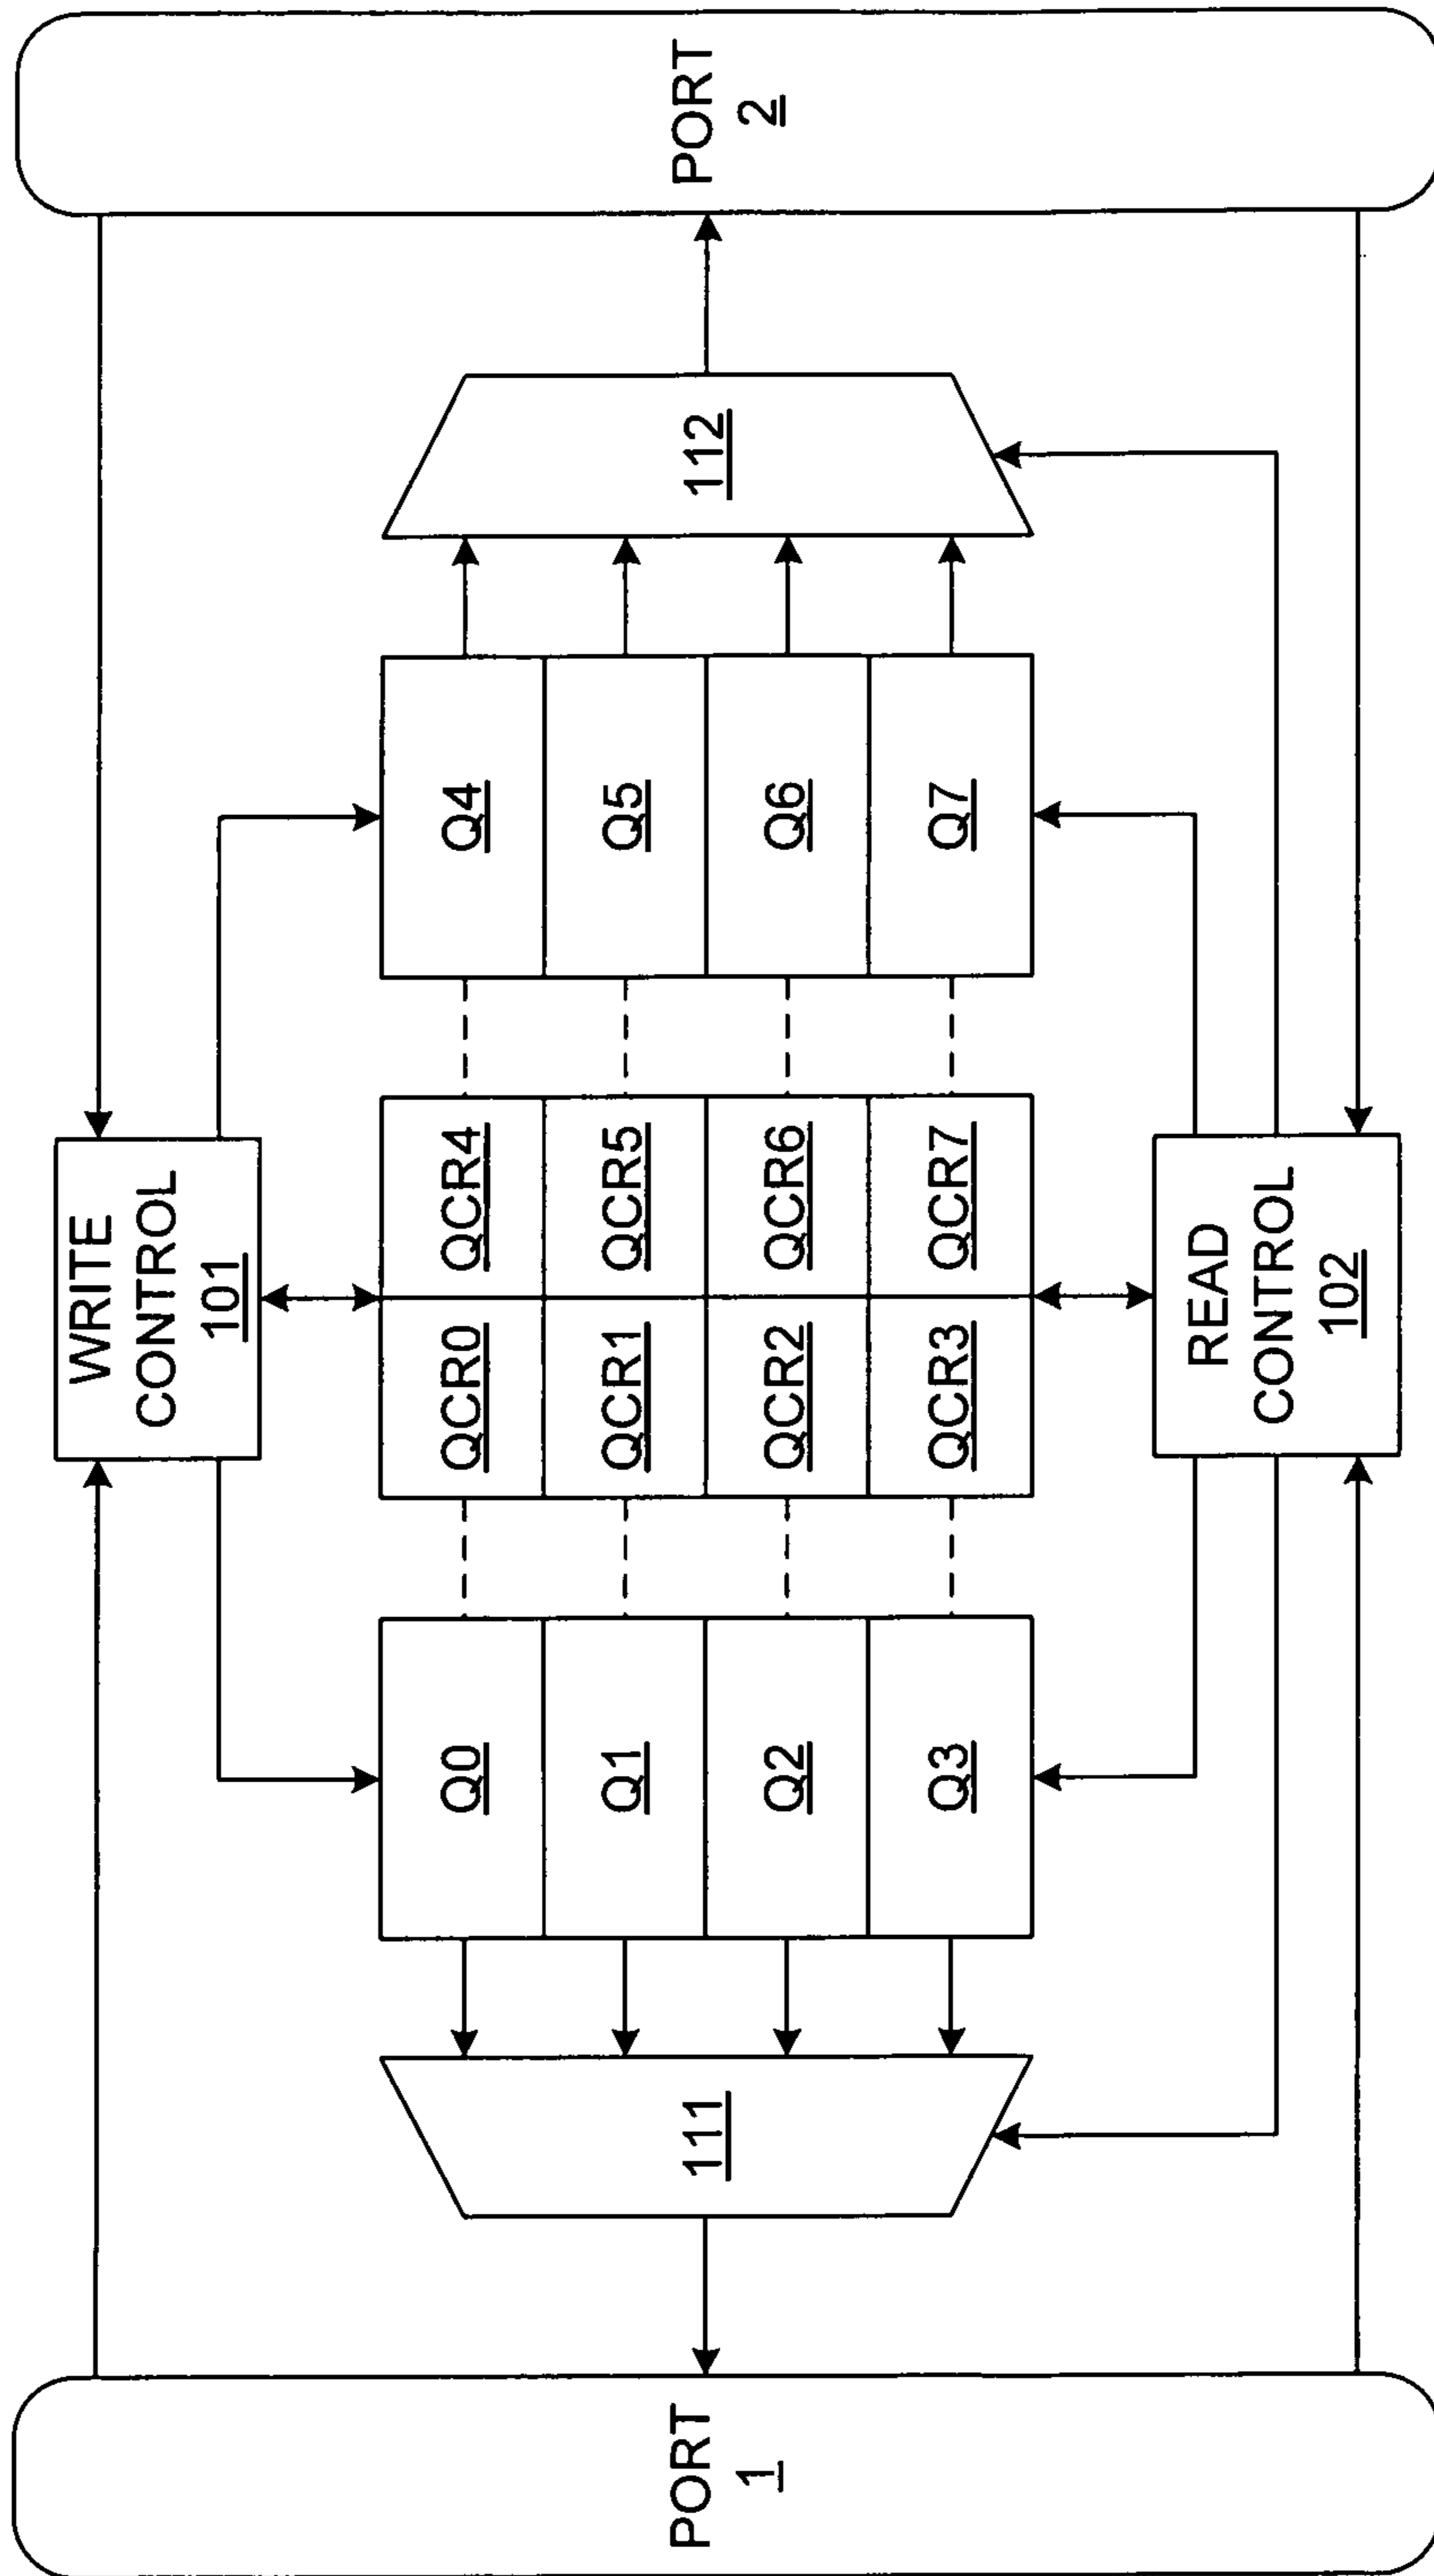 PORT
1
WRITE
CONTROL
101
111
Q0
Q1
Q2
Q3
QCR0
QCR4
QCR1
QCR5
QCR2
QCR6
QCR3
QCR7
Q4
Q5
Q6
Q7
112
READ
CONTROL
102
PORT
2